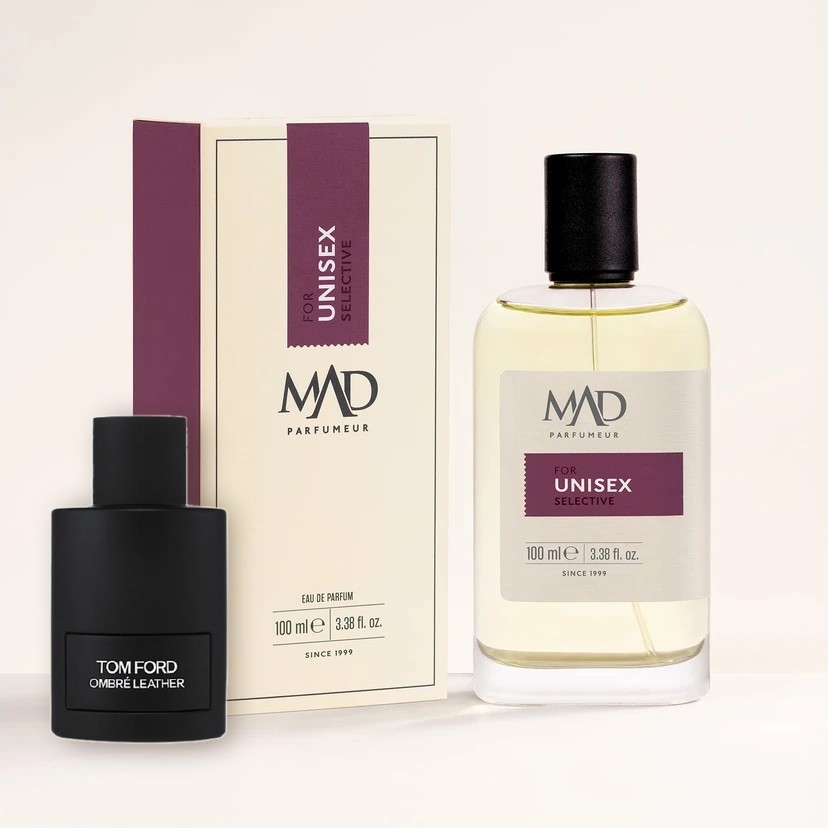 FOR
UNISEX
SELECTIVE
MAD
PARFUMEUR
EAU DE PARFUM
100 ml e 3.38 fl. oz.
SINCE 1999
TOM FORD
OMBRÉ LEATHER
MAD
PARFUMEUR
FOR
UNISEX
SELECTIVE
100 ml e 3.38 fl. oz.
SINCE 1999